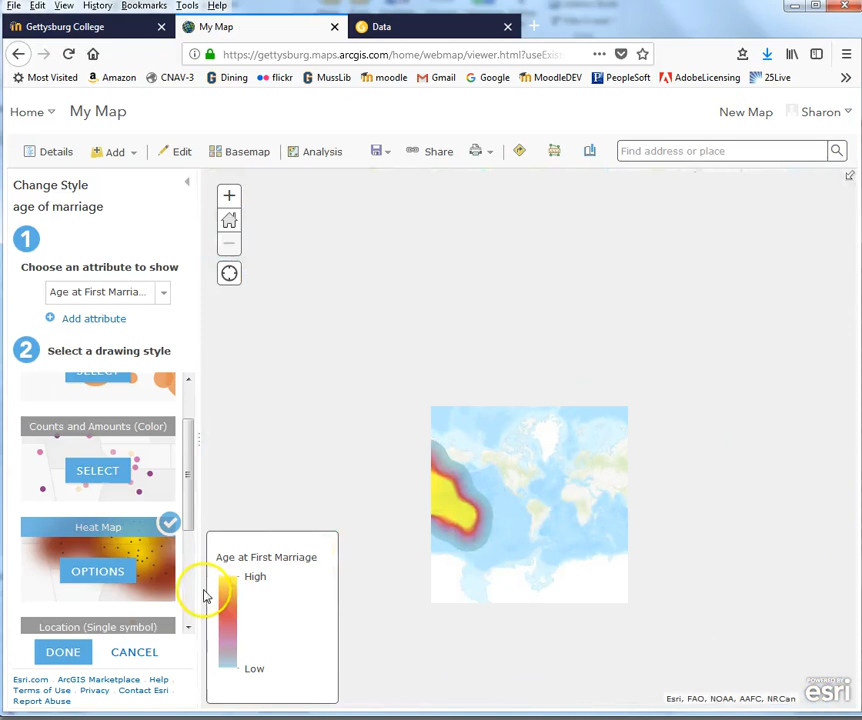 File Edit View History Bookmarks Tools Help
Gettysburg College × My Map × Data ×
https://gettysburg.maps.arcgis.com/home/webmap/viewer.html?useExis
Most Visited Amazon CNAV-3 Dining flickr MussLib moodle Gmail Google MoodleDEV PeopleSoft AdobeLicensing 25Live
Home My Map New Map Sharon
Details Add Edit Basemap Analysis Share Find address or place
Change Style
age of marriage
1
Choose an attribute to show
Age at First Marria...
Add attribute
2 Select a drawing style
SELECT
Counts and Amounts (Color)
SELECT
Heat Map
OPTIONS
Location (Single symbol)
DONE CANCEL
Age at First Marriage
High
Low
Esri.com . ArcGIS Marketplace . Help .
Terms of Use . Privacy . Contact Esri .
Report Abuse
Esri, FAO, NOAA, AAFC, NRCan
POWERED BY
esri